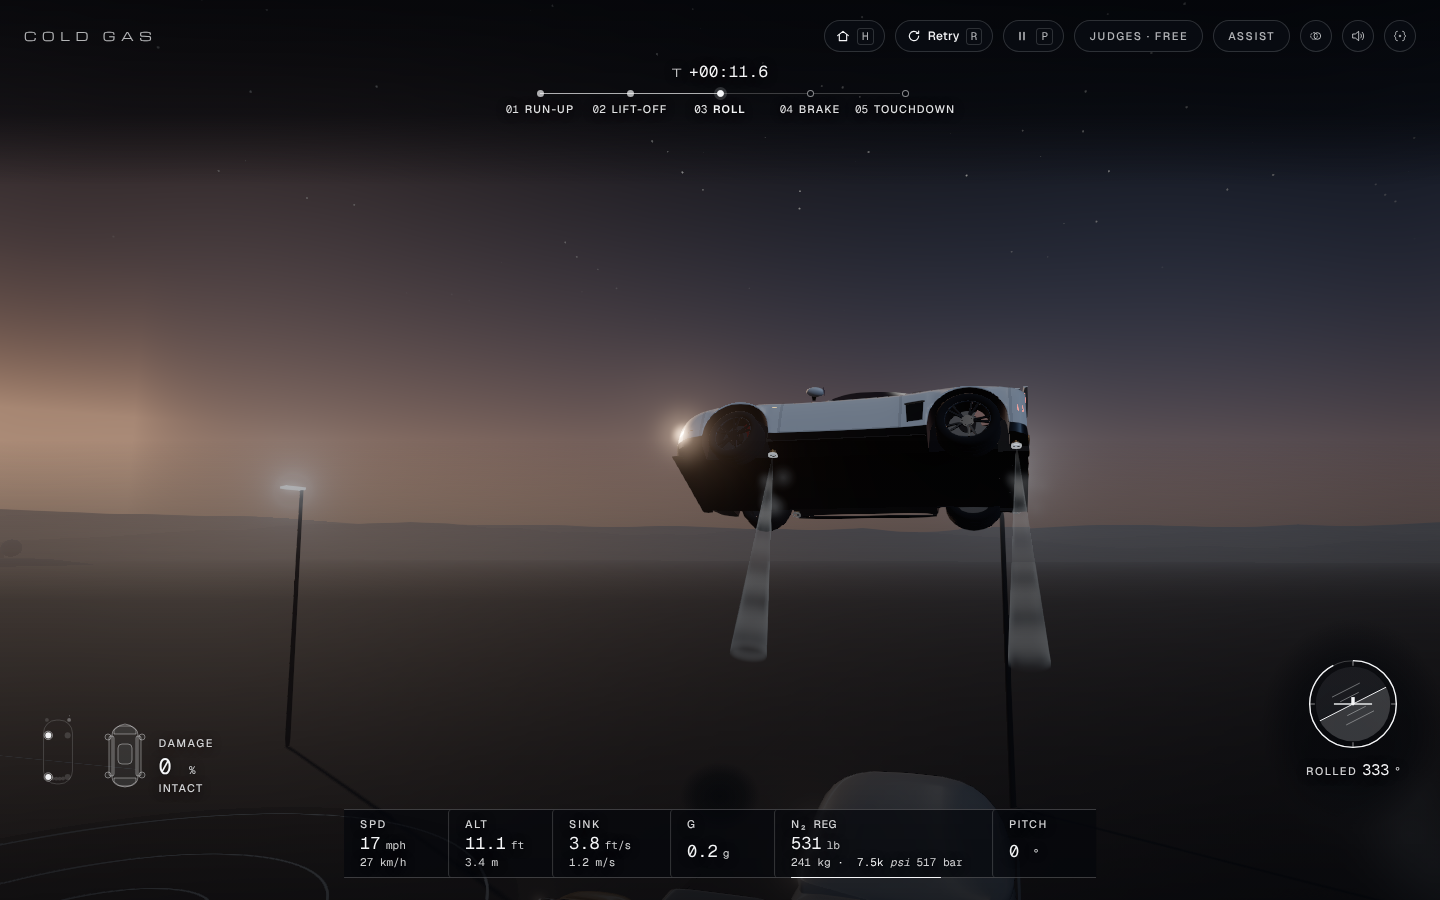 COLD GAS
H
Retry R
P
JUDGES · FREE
ASSIST
T +00:11.6
01 RUN-UP
02 LIFT-OFF
03 ROLL
04 BRAKE
05 TOUCHDOWN
DAMAGE
0 %
INTACT
ROLLED 333 °
SPD
17 mph
27 km/h
ALT
11.1 ft
3.4 m
SINK
3.8 ft/s
1.2 m/s
G
0.2 g
N₂ REG
531 lb
241 kg · 7.5k psi 517 bar
PITCH
0 °